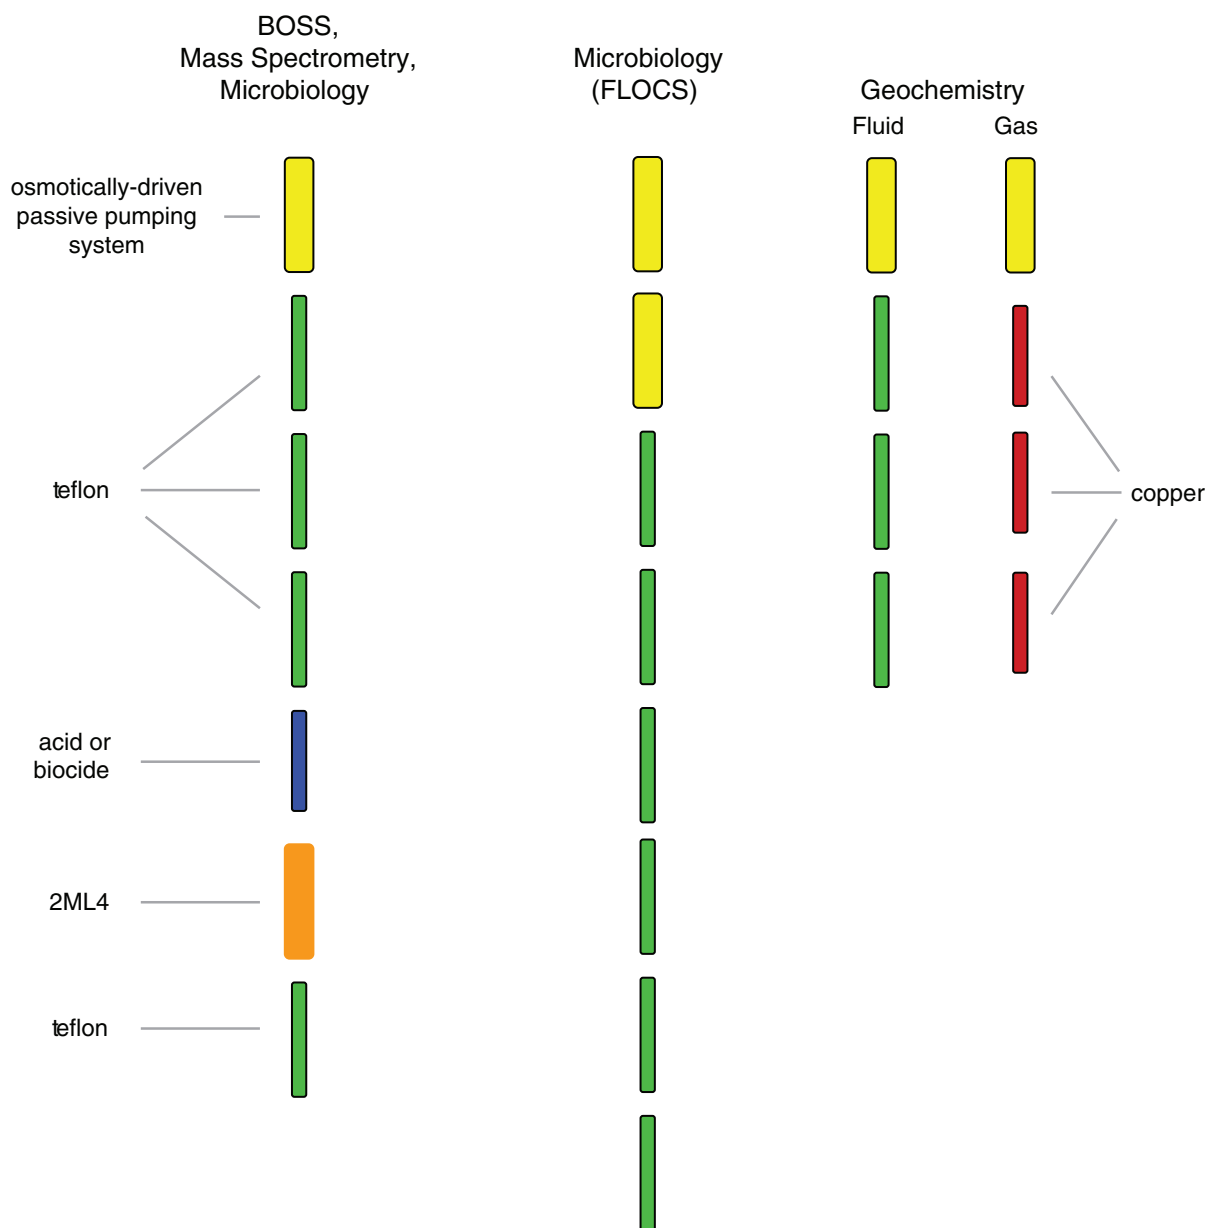 BOSS,
Mass Spectrometry,
Microbiology
Microbiology
(FLOCS)
Geochemistry
Fluid
Gas
osmotically-driven
passive pumping
system
teflon
copper
acid or
biocide
2ML4
teflon